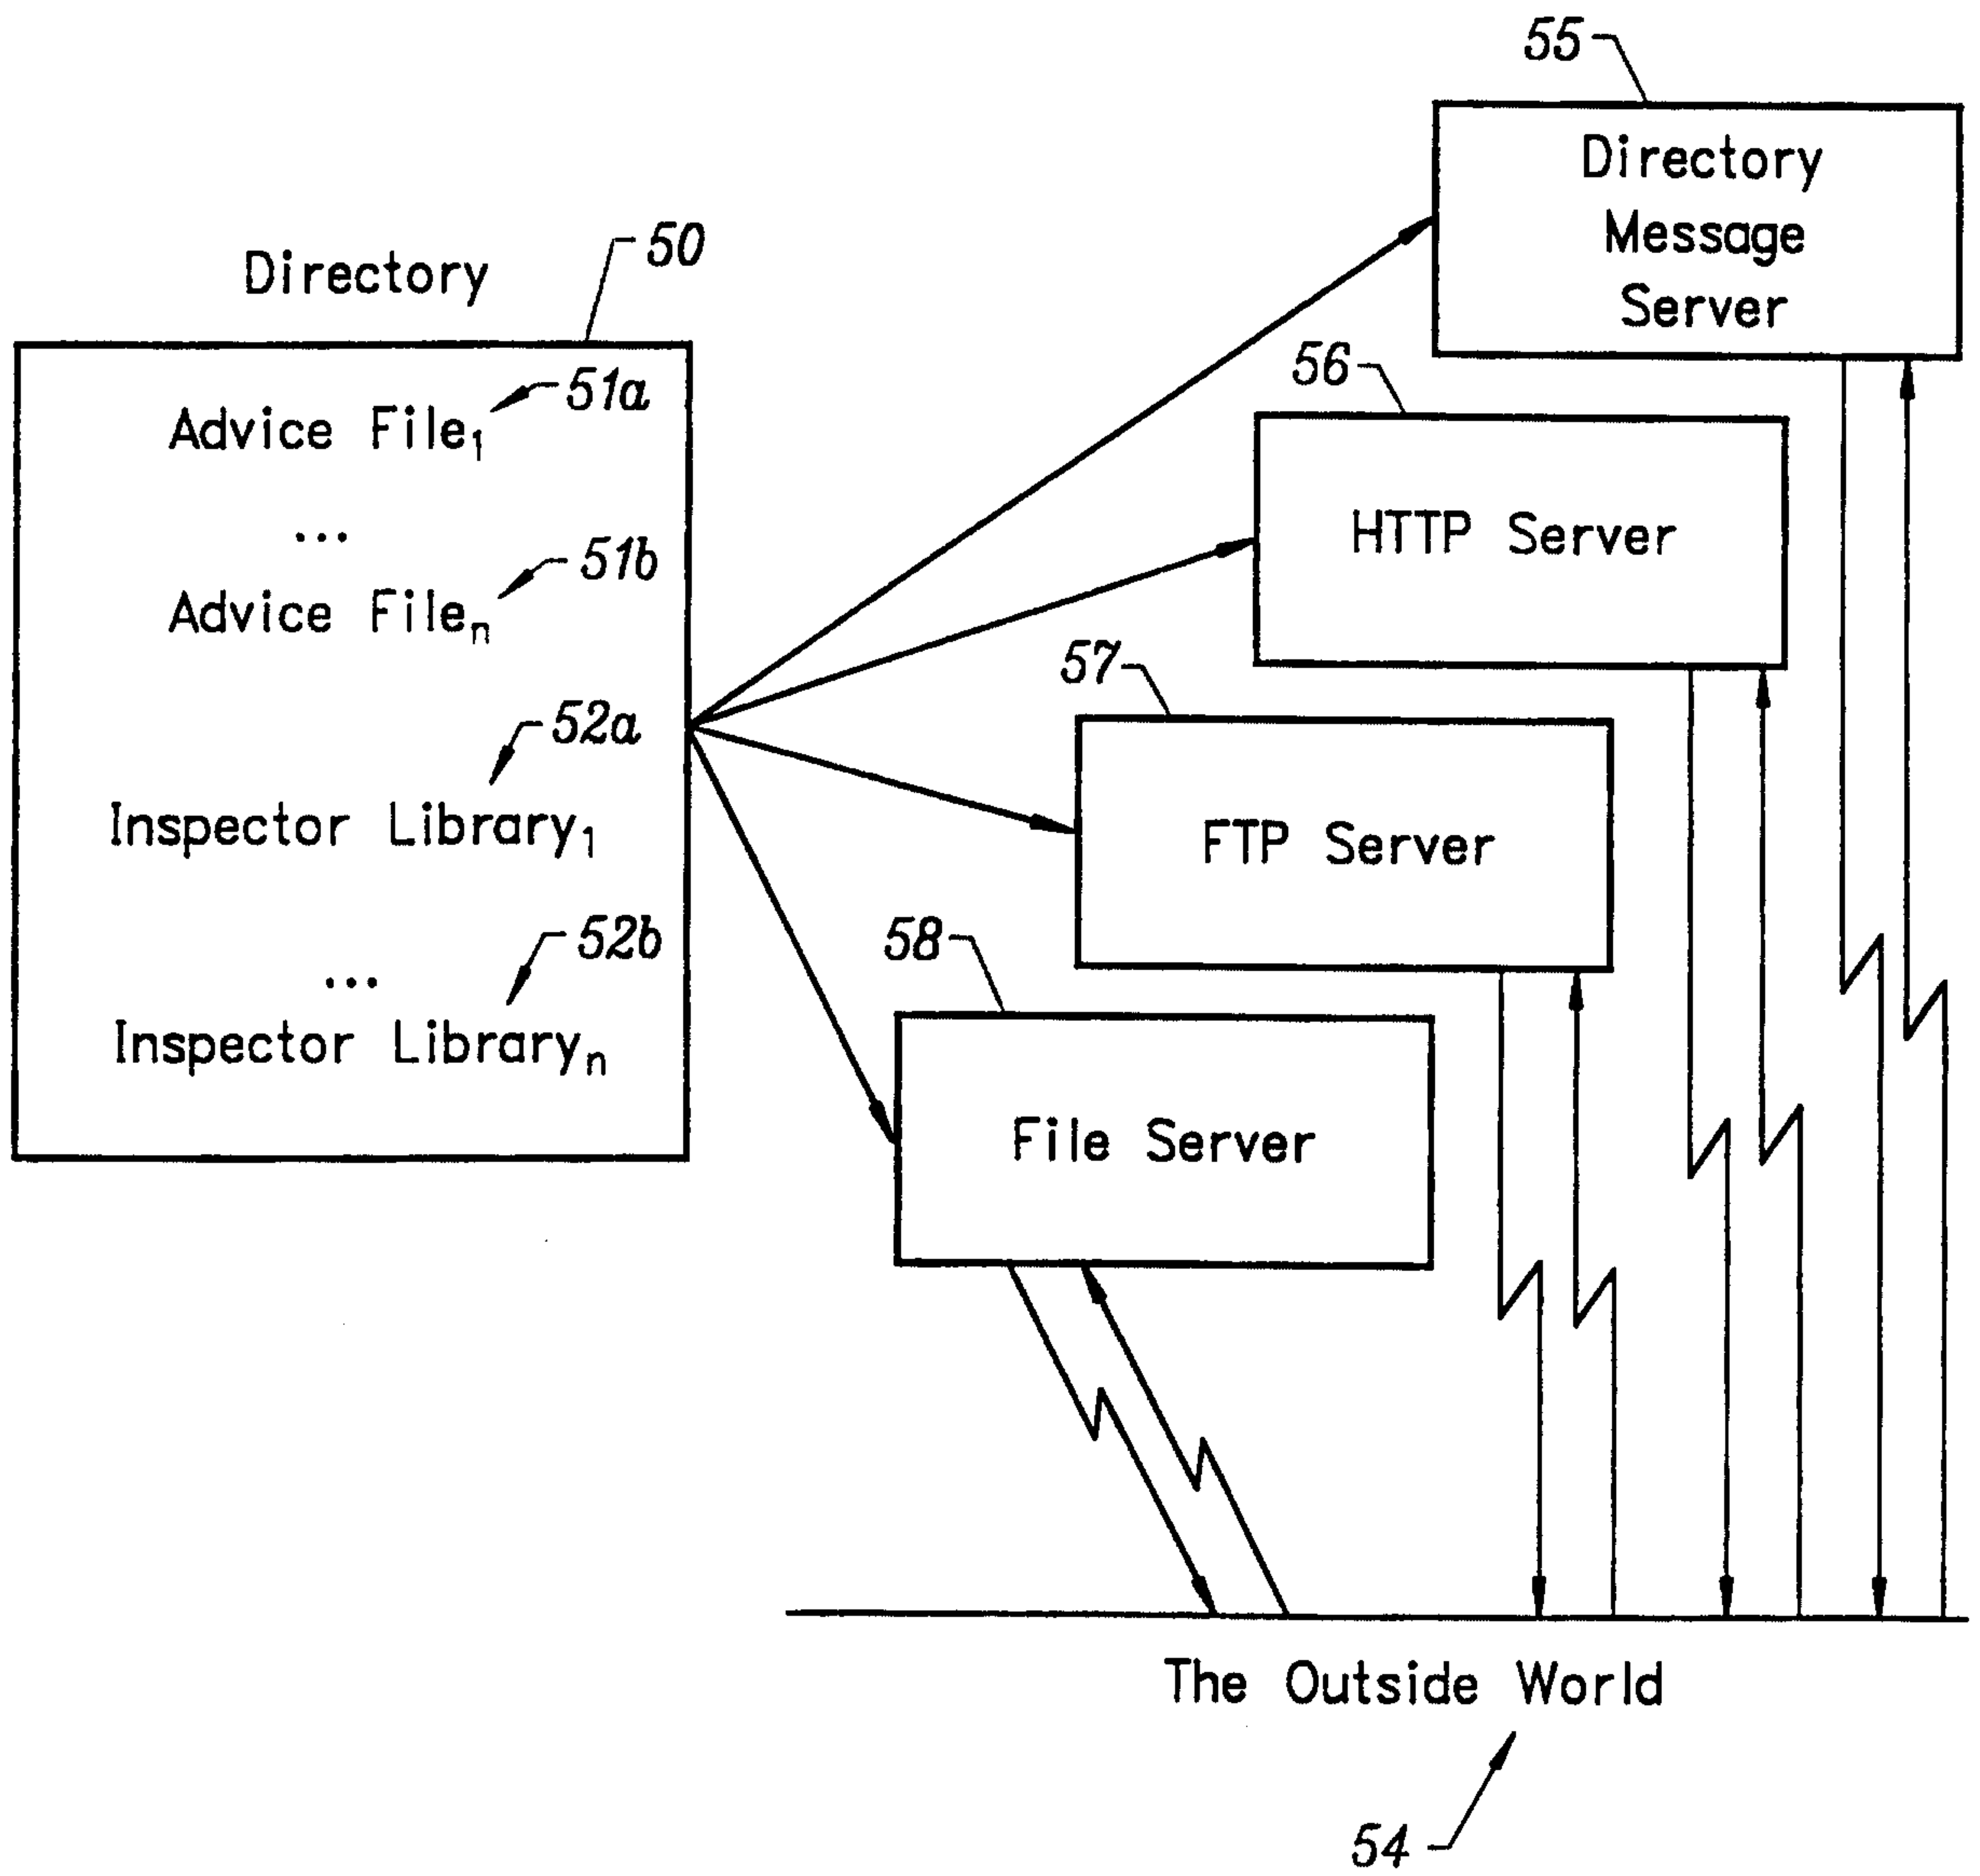 55
Directory
Message
Server
50
Directory
56
51a
Advice File₁
HTTP Server
...
51b
Advice Fileₙ
57
52a
Inspector Library₁
FTP Server
52b
58
...
Inspector Libraryₙ
File Server
The Outside World
54